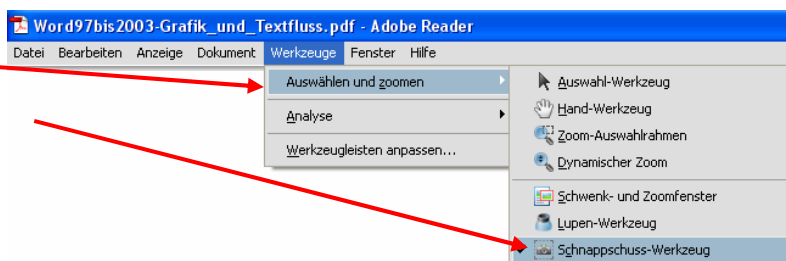 Word97bis2003-Grafik_und_Textfluss.pdf - Adobe Reader
Datei Bearbeiten Anzeige Dokument Werkzeuge Fenster Hilfe
Auswählen und zoomen
Analyse
Werkzeugleisten anpassen...
Auswahl-Werkzeug
Hand-Werkzeug
Zoom-Auswahlrahmen
Dynamischer Zoom
Schwenk- und Zoomfenster
Lupen-Werkzeug
Schnappschuss-Werkzeug